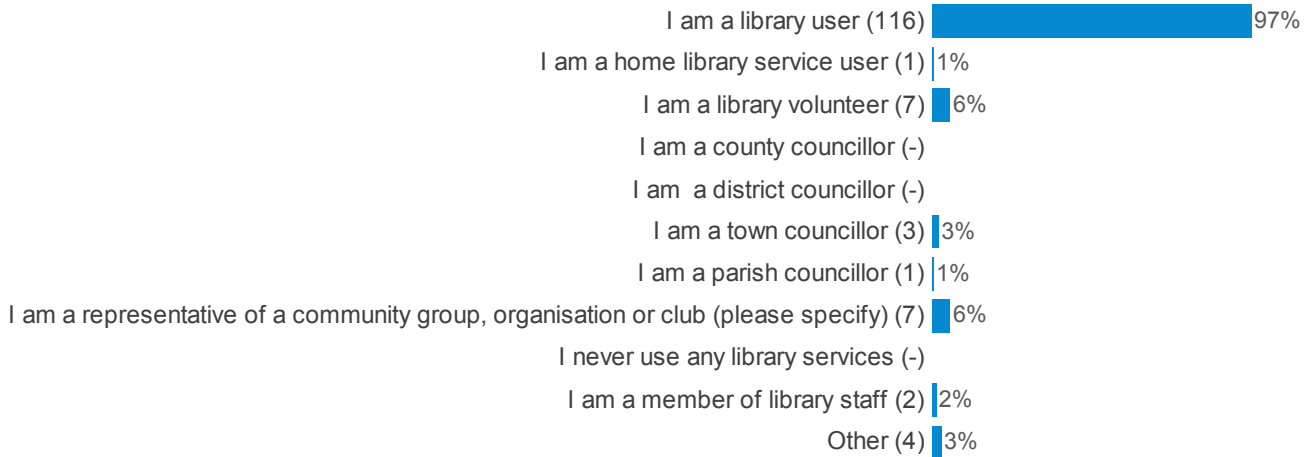 I am a library user (116) 97%
I am a home library service user (1) 1%
I am a library volunteer (7) 6%
I am a county councillor (-)
I am  a district councillor (-)
I am a town councillor (3) 3%
I am a parish councillor (1) 1%
I am a representative of a community group, organisation or club (please specify) (7) 6%
I never use any library services (-)
I am a member of library staff (2) 2%
Other (4) 3%